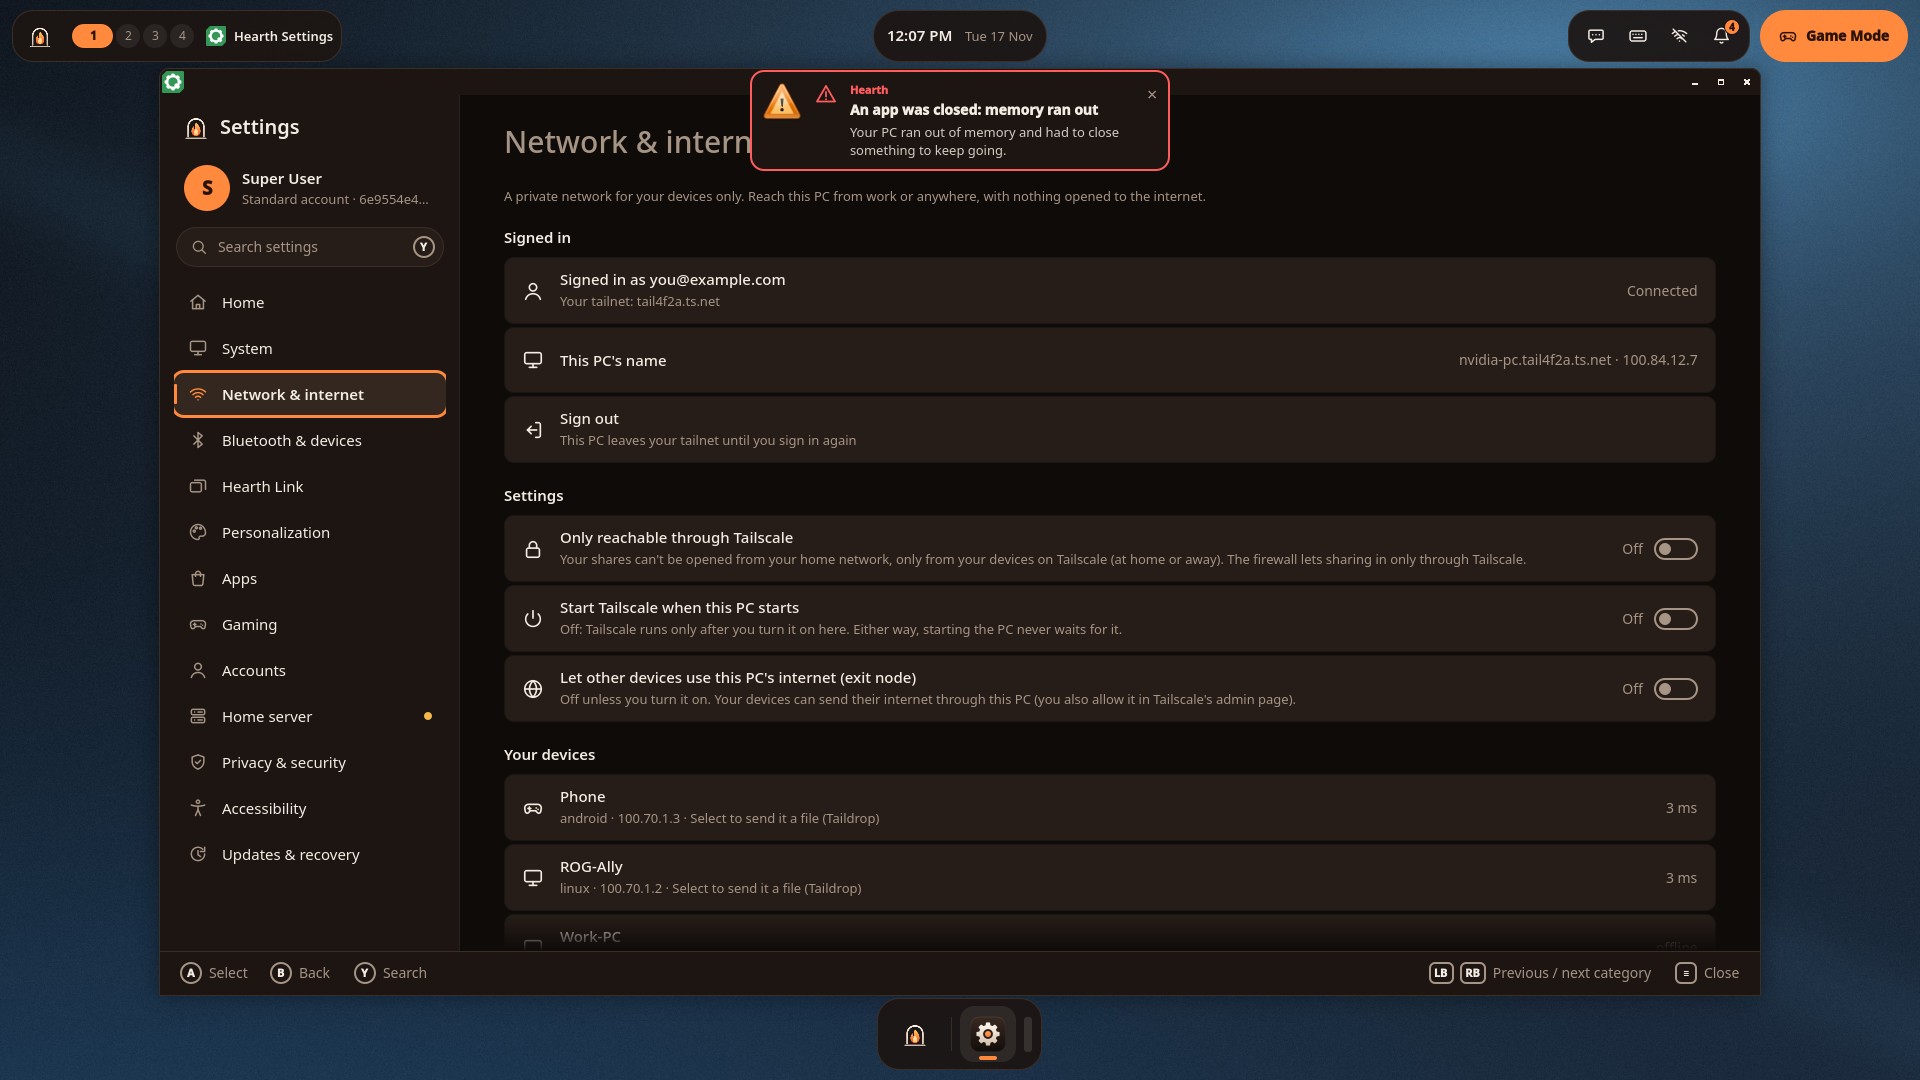 1 2 3 4 Hearth Settings
12:07 PM Tue 17 Nov
4
Game Mode
Hearth
An app was closed: memory ran out
Your PC ran out of memory and had to close
something to keep going.
Settings
S
Super User
Standard account · 6e9554e4...
Search settings Y
Home
System
Network & internet
Bluetooth & devices
Hearth Link
Personalization
Apps
Gaming
Accounts
Home server
Privacy & security
Accessibility
Updates & recovery
Network & intern
A private network for your devices only. Reach this PC from work or anywhere, with nothing opened to the internet.
Signed in
Signed in as you@example.com
Your tailnet: tail4f2a.ts.net
Connected
This PC's name
nvidia-pc.tail4f2a.ts.net · 100.84.12.7
Sign out
This PC leaves your tailnet until you sign in again
Settings
Only reachable through Tailscale
Your shares can't be opened from your home network, only from your devices on Tailscale (at home or away). The firewall lets sharing in only through Tailscale.
Off
Start Tailscale when this PC starts
Off: Tailscale runs only after you turn it on here. Either way, starting the PC never waits for it.
Off
Let other devices use this PC's internet (exit node)
Off unless you turn it on. Your devices can send their internet through this PC (you also allow it in Tailscale's admin page).
Off
Your devices
Phone
android · 100.70.1.3 · Select to send it a file (Taildrop)
3 ms
ROG-Ally
linux · 100.70.1.2 · Select to send it a file (Taildrop)
3 ms
Work-PC
offline
A Select B Back Y Search
LB RB Previous / next category Close